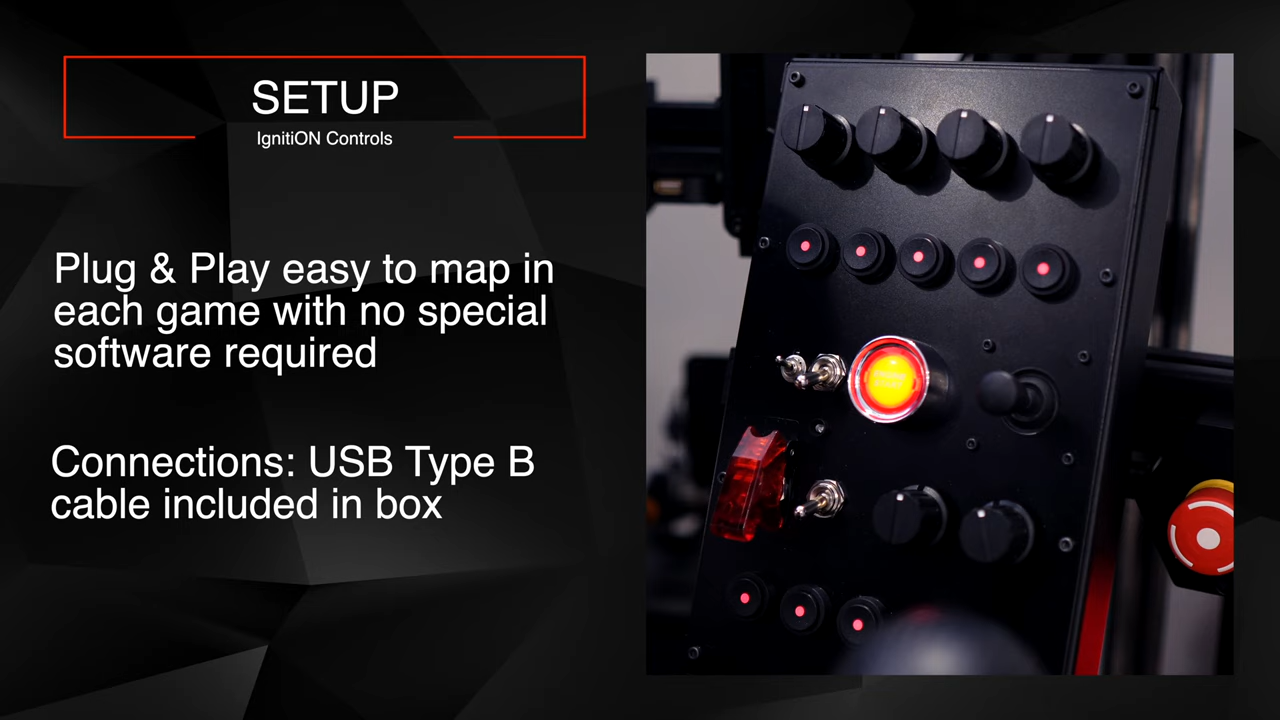 SETUP
IgnitiON Controls
Plug & Play easy to map in
each game with no special
software required
Connections: USB Type B
cable included in box